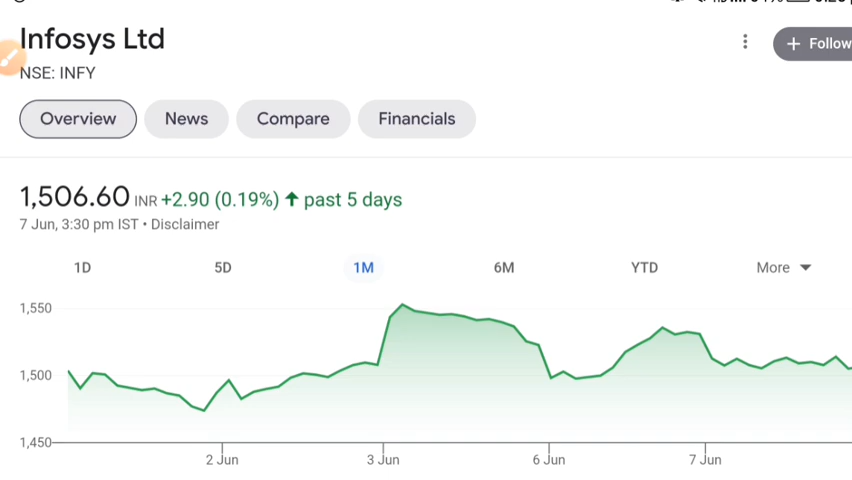 Infosys Ltd
+ Follow
NSE: INFY
Overview News Compare Financials
1,506.60 INR +2.90 (0.19%) ↑ past 5 days
7 Jun, 3:30 pm IST • Disclaimer
1D 5D 1M 6M YTD More
1,550
1,500
1,450
2 Jun 3 Jun 6 Jun 7 Jun